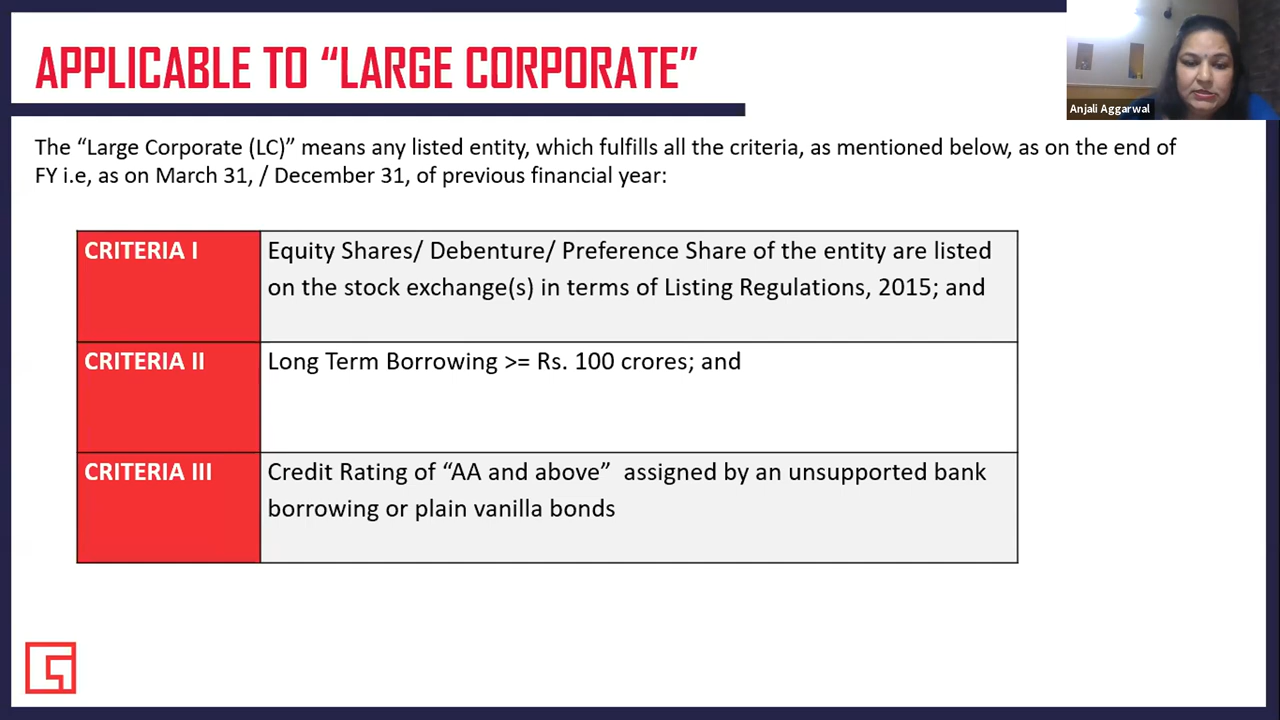 APPLICABLE TO “LARGE CORPORATE”
Anjali Aggarwal
The “Large Corporate (LC)” means any listed entity, which fulfills all the criteria, as mentioned below, as on the end of
FY i.e, as on March 31, / December 31, of previous financial year:
CRITERIA I
Equity Shares/ Debenture/ Preference Share of the entity are listed
on the stock exchange(s) in terms of Listing Regulations, 2015; and
CRITERIA II
Long Term Borrowing >= Rs. 100 crores; and
CRITERIA III
Credit Rating of “AA and above”  assigned by an unsupported bank
borrowing or plain vanilla bonds